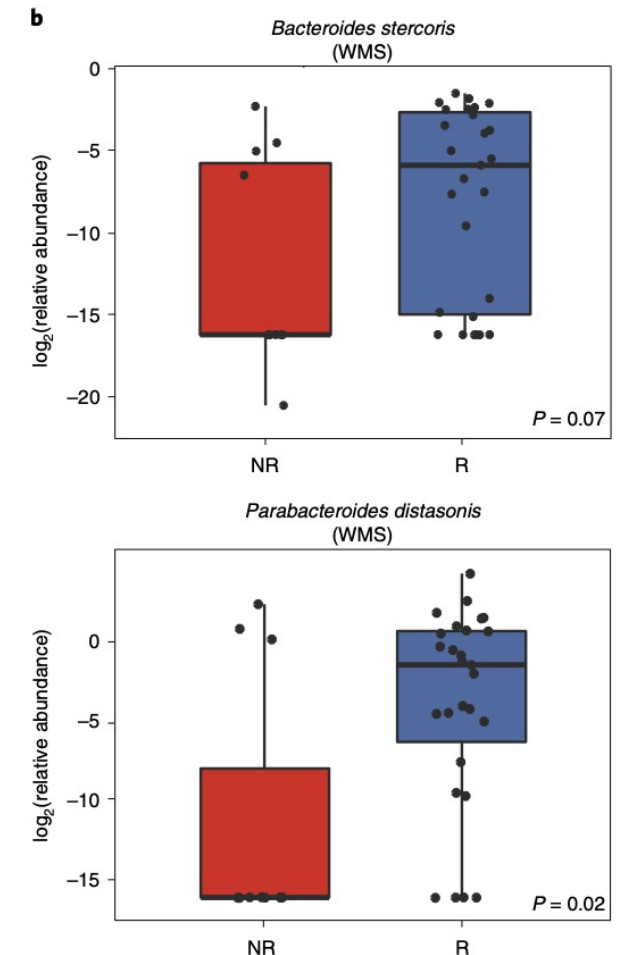 b
Bacteroides stercoris
(WMS)
0
−5
−10
−15
−20
log2(relative abundance)
P = 0.07
NR
R
Parabacteroides distasonis
(WMS)
0
−5
−10
−15
log2(relative abundance)
P = 0.02
NR
R